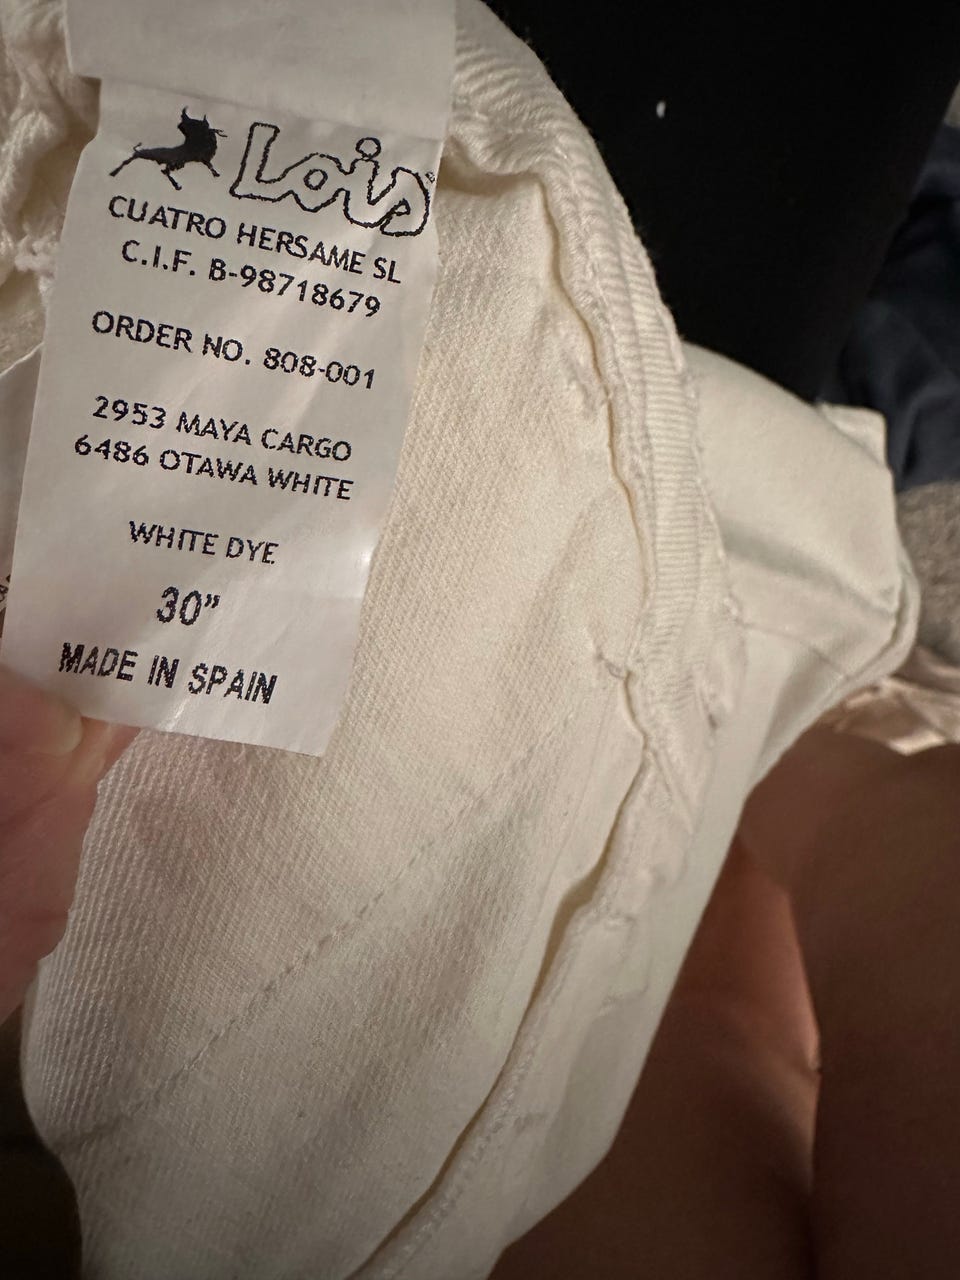 Lois
CUATRO HERSAME SL
C.I.F. B-98718679
ORDER NO. 808-001
2953 MAYA CARGO
6486 OTAWA WHITE
WHITE DYE
30”
MADE IN SPAIN